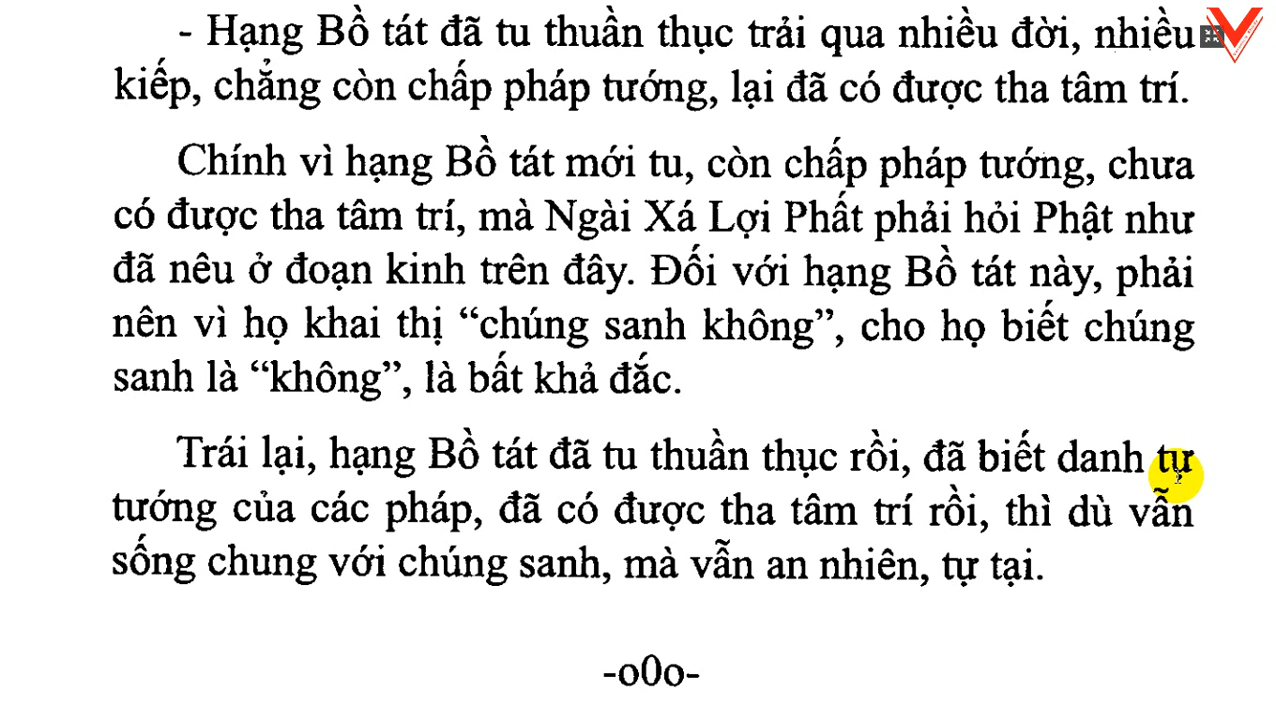 - Hạng Bồ tát đã tu thuần thục trải qua nhiều đời, nhiều
kiếp, chẳng còn chấp pháp tướng, lại đã có được tha tâm trí.
Chính vì hạng Bồ tát mới tu, còn chấp pháp tướng, chưa
có được tha tâm trí, mà Ngài Xá Lợi Phất phải hỏi Phật như
đã nêu ở đoạn kinh trên đây. Đối với hạng Bồ tát này, phải
nên vì họ khai thị “chúng sanh không”, cho họ biết chúng
sanh là “không”, là bất khả đắc.
Trái lại, hạng Bồ tát đã tu thuần thục rồi, đã biết danh tự
tướng của các pháp, đã có được tha tâm trí rồi, thì dù vẫn
sống chung với chúng sanh, mà vẫn an nhiên, tự tại.
-o0o-